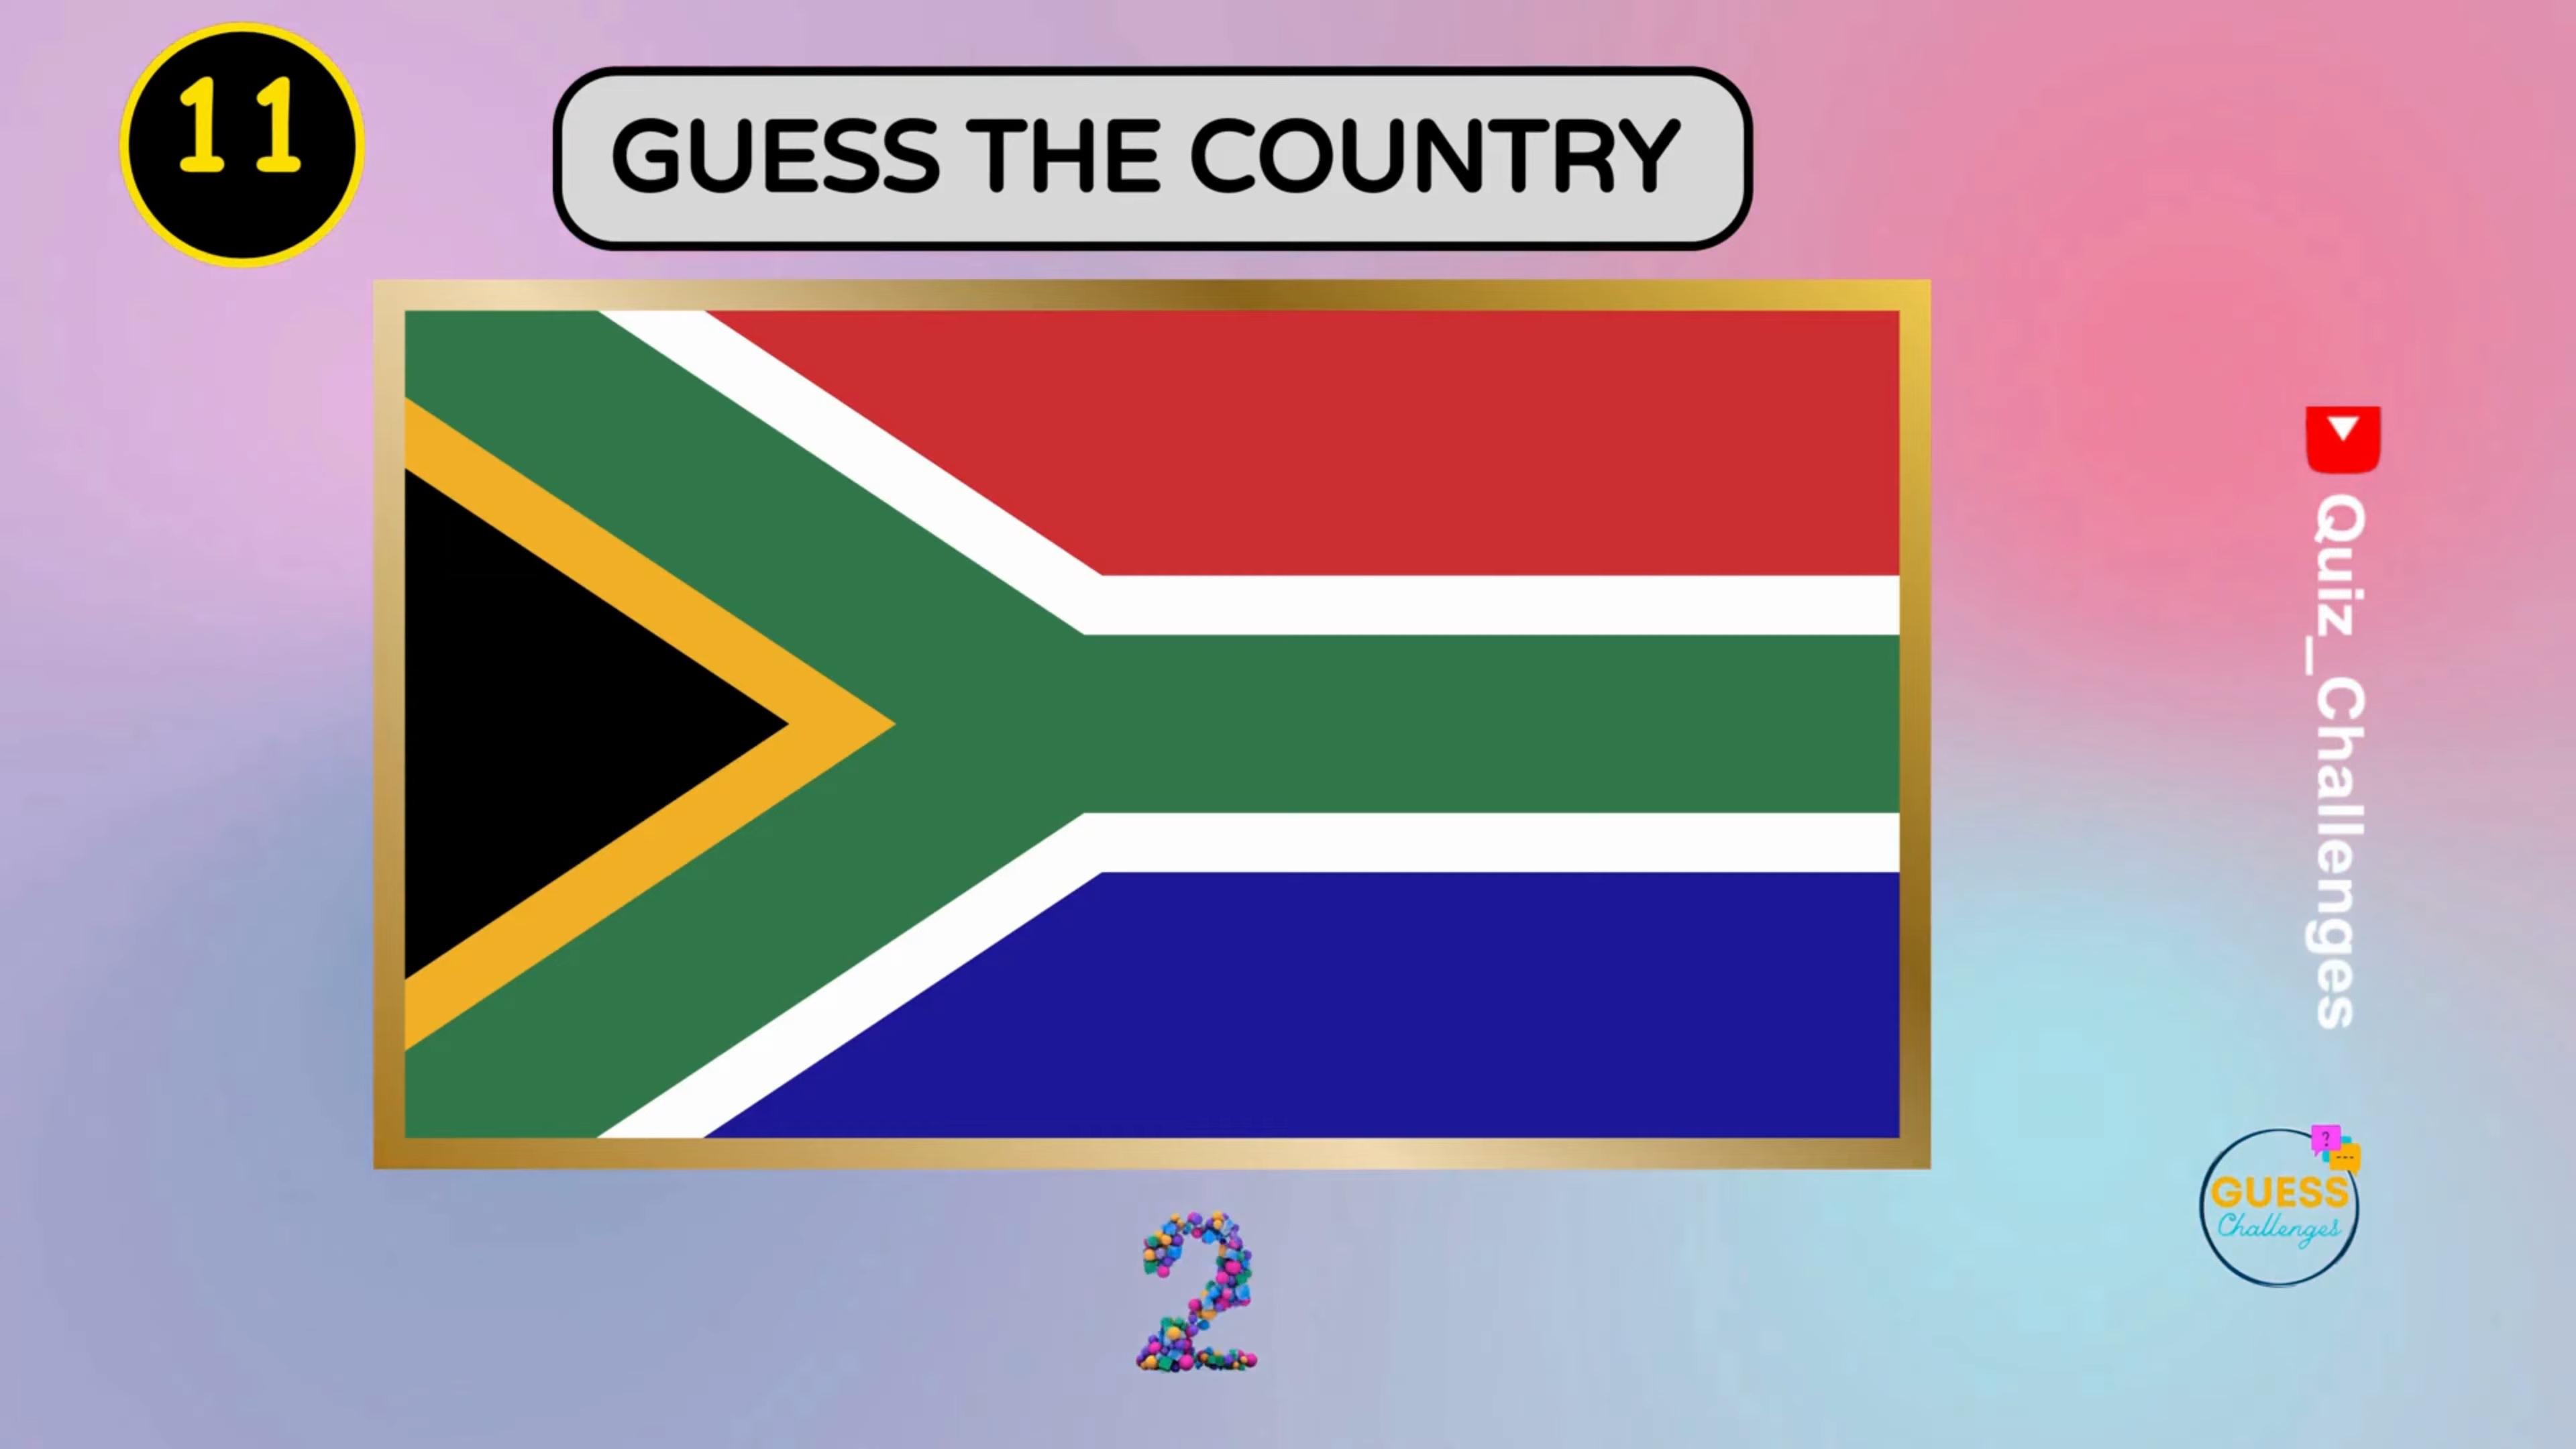 11
GUESS THE COUNTRY
Quiz_Challenges
?
GUESS
Challenges
2